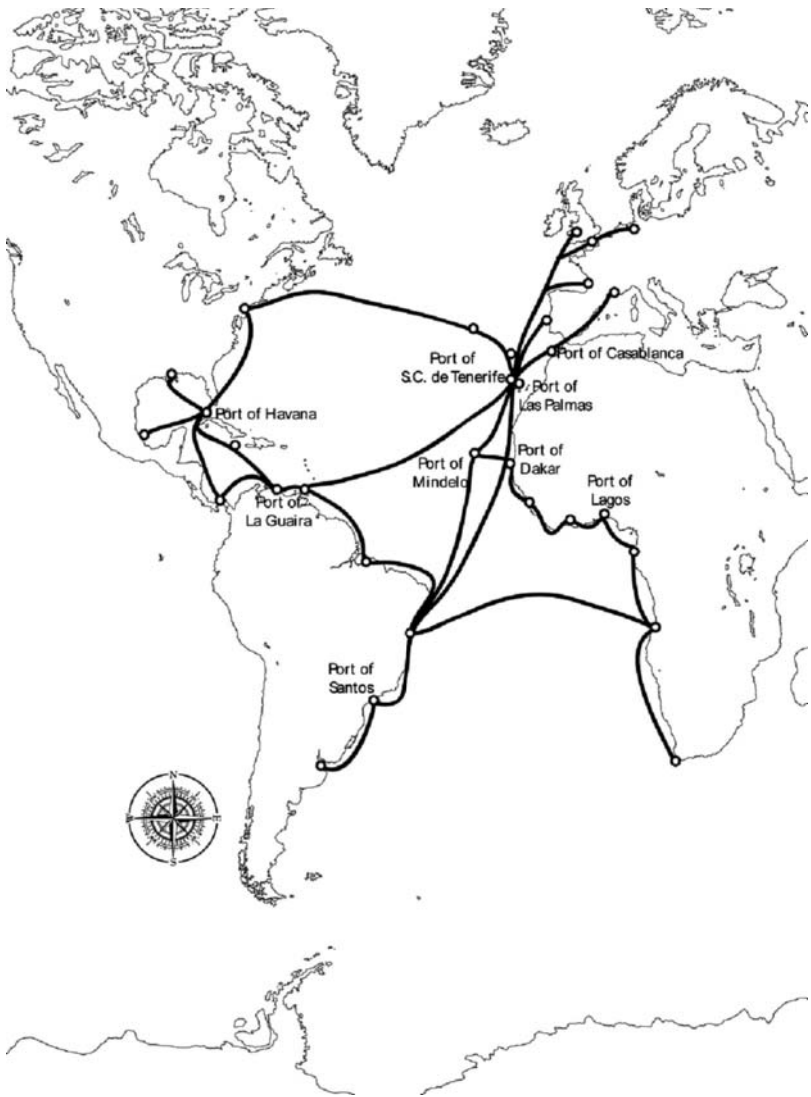 Port of
S.C. de Tenerife
Port of Casablanca
Port of
Las Palmas
Port of Havana
Port of
Mindelo
Port of
Dakar
Port of
Lagos
Port of
La Guaira
Port of
Santos
N
W
H
S